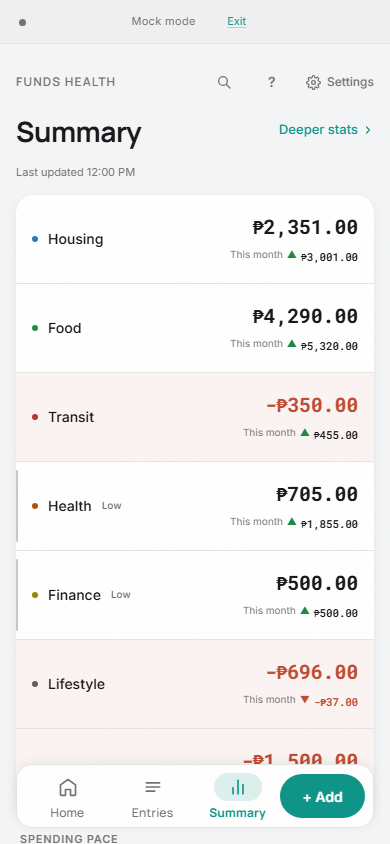 Mock mode Exit
FUNDS HEALTH ? Settings
Summary
Deeper stats
Last updated 12:00 PM
Housing
₱2,351.00
This month ▲ ₱3,001.00
Food
₱4,290.00
This month ▲ ₱5,320.00
Transit
-₱350.00
This month ▲ ₱455.00
Health Low
₱705.00
This month ▲ ₱1,855.00
Finance Low
₱500.00
This month ▲ ₱500.00
Lifestyle
-₱696.00
This month ▼ -₱37.00
-₱1,500.00
Home Entries Summary + Add
SPENDING PACE